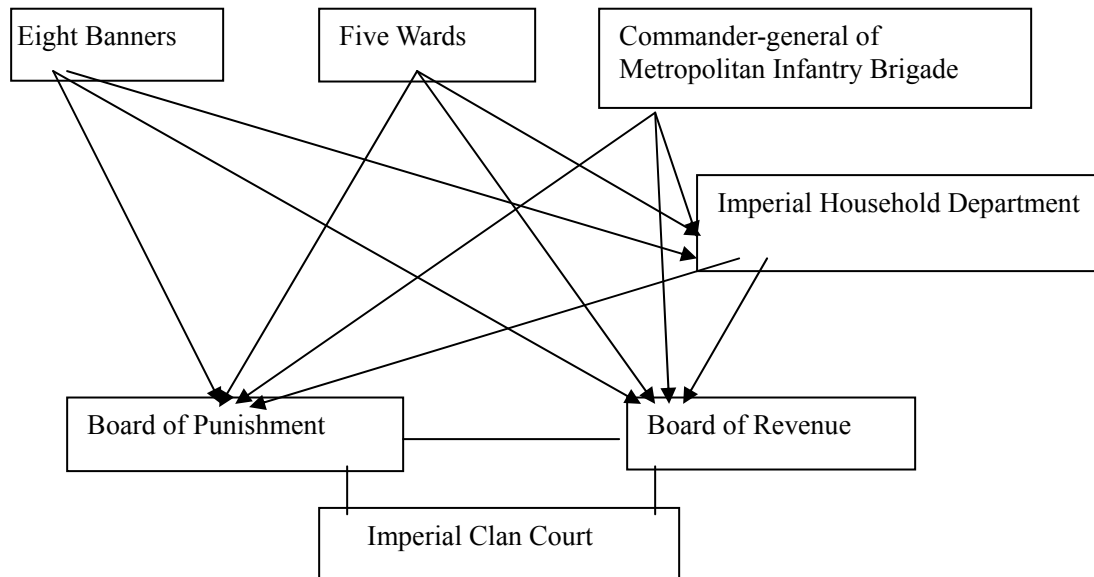 Eight Banners
Five Wards
Commander-general of
Metropolitan Infantry Brigade
Imperial Household Department
Board of Punishment
Board of Revenue
Imperial Clan Court